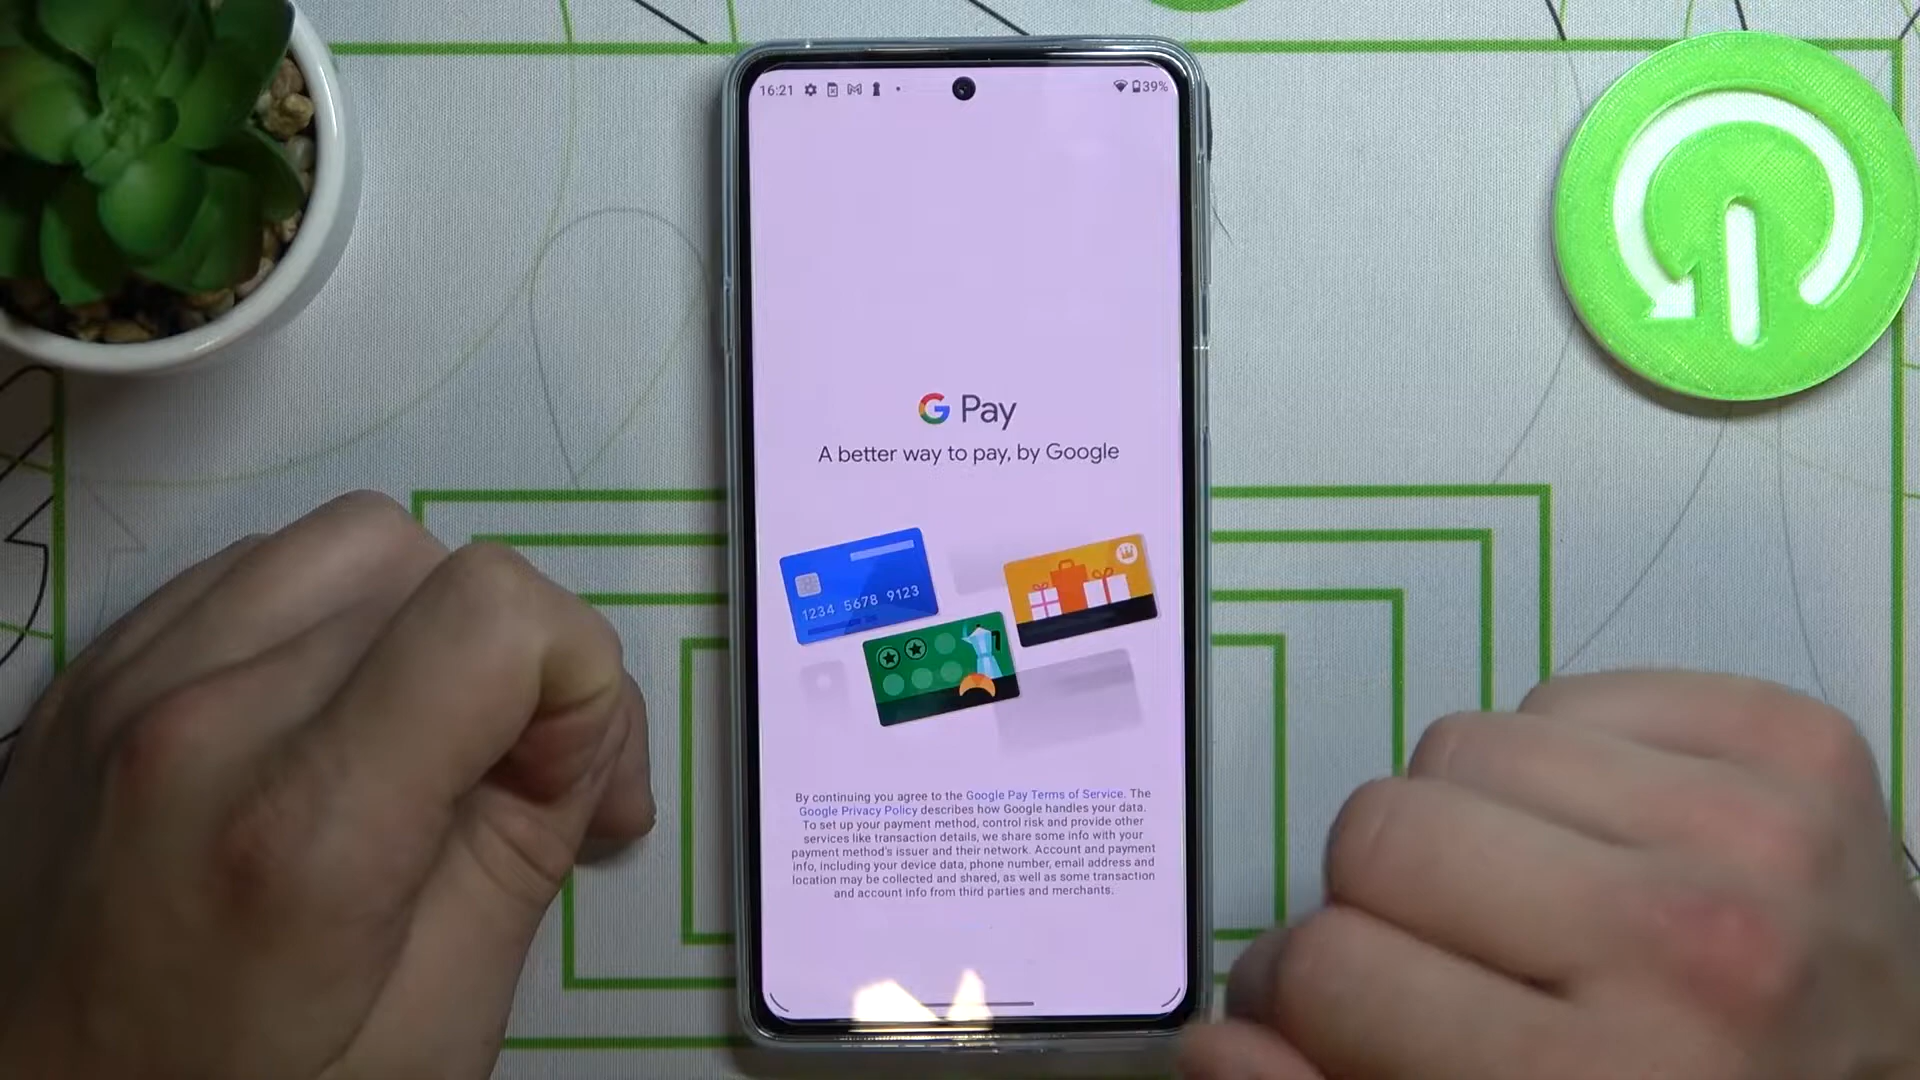 16:21
39%
G Pay
A better way to pay, by Google
1234 5678 9123
By continuing you agree to the Google Pay Terms of Service. The
Google Privacy Policy describes how Google handles your data.
To set up your payment method, control risk and provide other
services like transaction details, we share some info with your
payment method's issuer and their network. Account and payment
info, including your device data, phone number, email address and
location may be collected and shared, as well as some transaction
and account info from third parties and merchants.